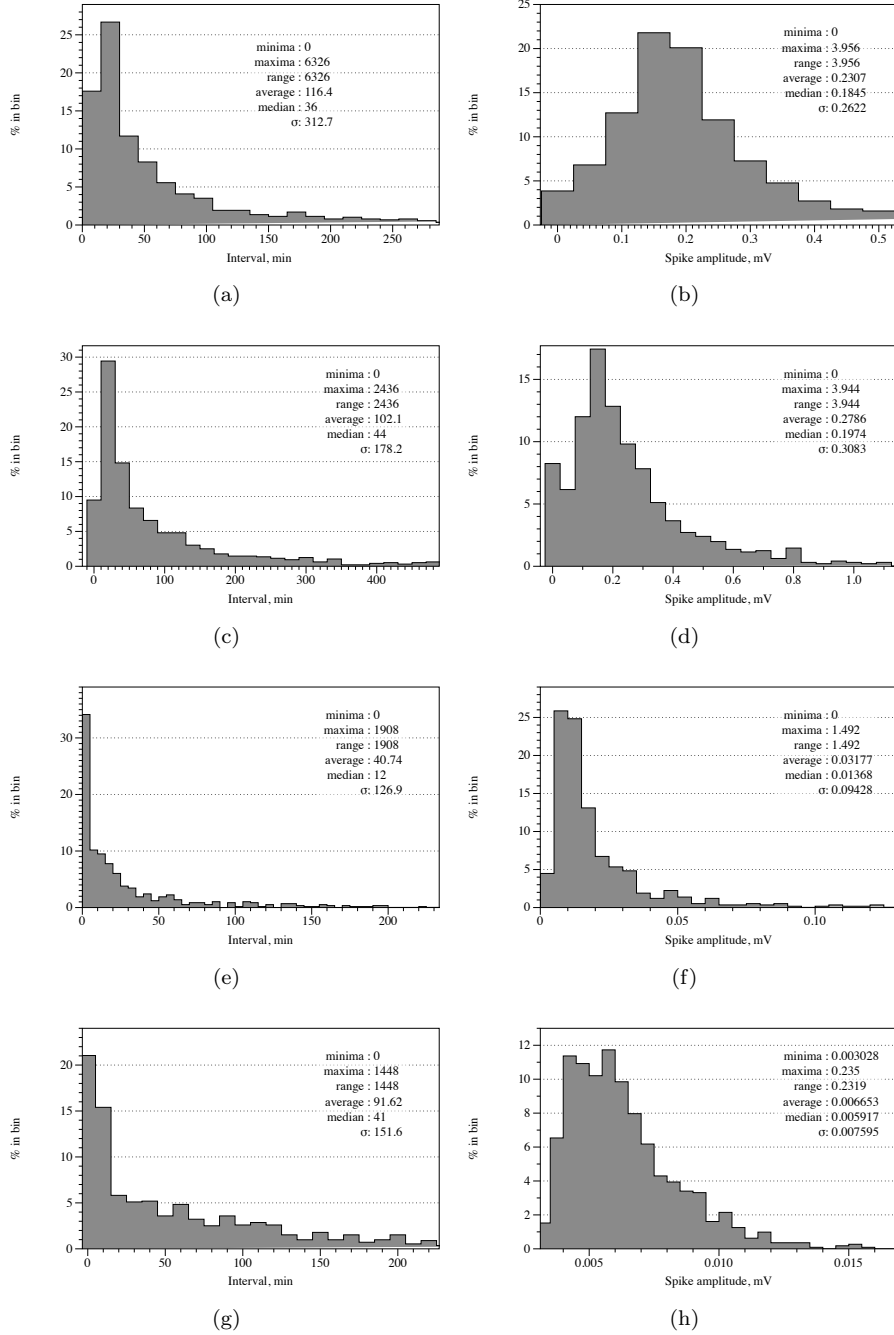 % in bin
25
20
15
10
5
0
0
50
100
150
200
250
Interval, min
minima : 0
maxima : 6326
range : 6326
average : 116.4
median : 36
σ: 312.7
(a)
% in bin
25
20
15
10
5
0
0
0.1
0.2
0.3
0.4
0.5
Spike amplitude, mV
minima : 0
maxima : 3.956
range : 3.956
average : 0.2307
median : 0.1845
σ: 0.2622
(b)
% in bin
30
25
20
15
10
5
0
0
100
200
300
400
Interval, min
minima : 0
maxima : 2436
range : 2436
average : 102.1
median : 44
σ: 178.2
(c)
% in bin
15
10
5
0
0
0.2
0.4
0.6
0.8
1.0
Spike amplitude, mV
minima : 0
maxima : 3.944
range : 3.944
average : 0.2786
median : 0.1974
σ: 0.3083
(d)
% in bin
30
20
10
0
0
50
100
150
200
Interval, min
minima : 0
maxima : 1908
range : 1908
average : 40.74
median : 12
σ: 126.9
(e)
% in bin
25
20
15
10
5
0
0
0.05
0.10
Spike amplitude, mV
minima : 0
maxima : 1.492
range : 1.492
average : 0.03177
median : 0.01368
σ: 0.09428
(f)
% in bin
20
15
10
5
0
0
50
100
150
200
Interval, min
minima : 0
maxima : 1448
range : 1448
average : 91.62
median : 41
σ: 151.6
(g)
% in bin
12
10
8
6
4
2
0
0.005
0.010
0.015
Spike amplitude, mV
minima : 0.003028
maxima : 0.235
range : 0.2319
average : 0.006653
median : 0.005917
σ: 0.007595
(h)